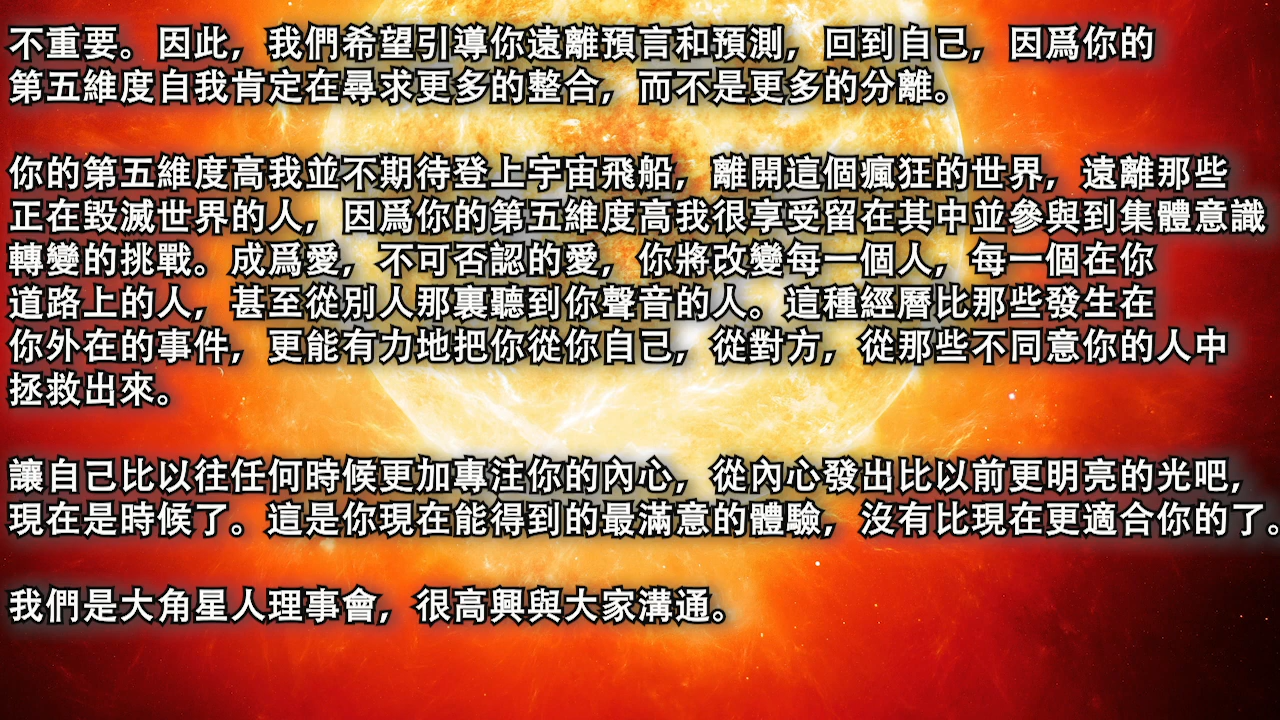 不重要。因此，我們希望引導你遠離預言和預測，回到自己，因爲你的
第五維度自我肯定在尋求更多的整合，而不是更多的分離。
你的第五維度高我並不期待登上宇宙飛船，離開這個瘋狂的世界，遠離那些
正在毀滅世界的人，因爲你的第五維度高我很享受留在其中並參與到集體意識
轉變的挑戰。成爲愛，不可否認的愛，你將改變每一個人，每一個在你
道路上的人，甚至從別人那裏聽到你聲音的人。這種經曆比那些發生在
你外在的事件，更能有力地把你從你自己，從對方，從那些不同意你的人中
拯救出來。
讓自己比以往任何時候更加專注你的內心，從內心發出比以前更明亮的光吧，
現在是時候了。這是你現在能得到的最滿意的體驗，沒有比現在更適合你的了。
我們是大角星人理事會，很高興與大家溝通。